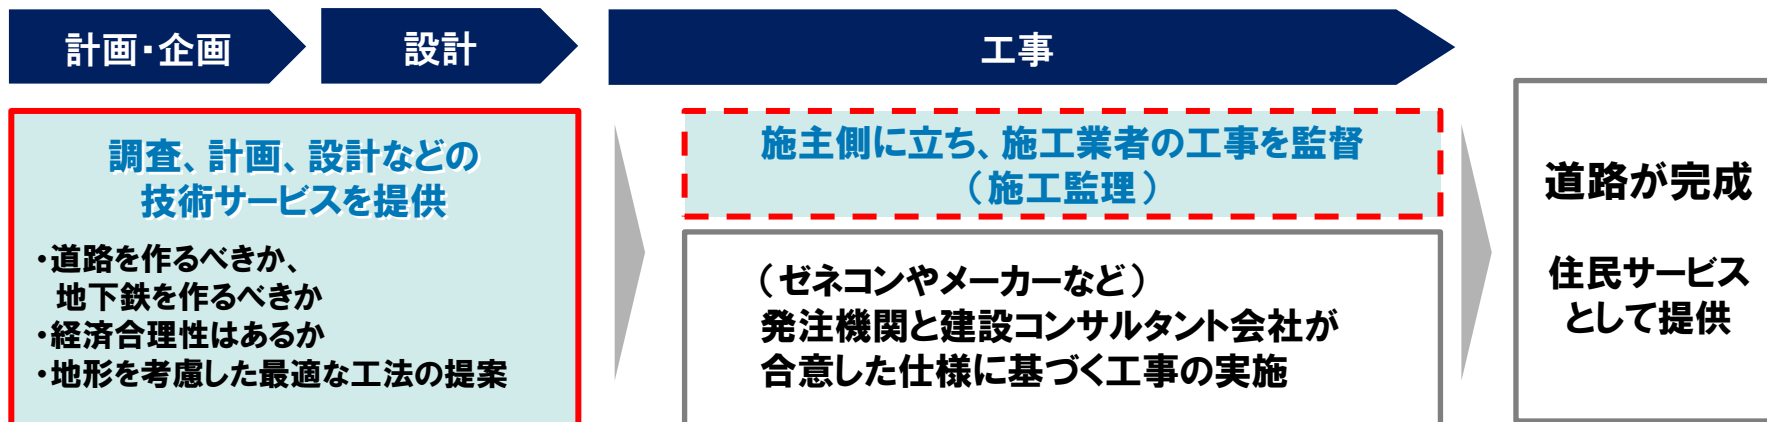 計画・企画
設計
工事
調査、計画、設計などの
技術サービスを提供
・道路を作るべきか、
地下鉄を作るべきか
・経済合理性はあるか
・地形を考慮した最適な工法の提案
施主側に立ち、施工業者の工事を監督
（施工監理）
（ゼネコンやメーカーなど）
発注機関と建設コンサルタント会社が
合意した仕様に基づく工事の実施
道路が完成
住民サービス
として提供